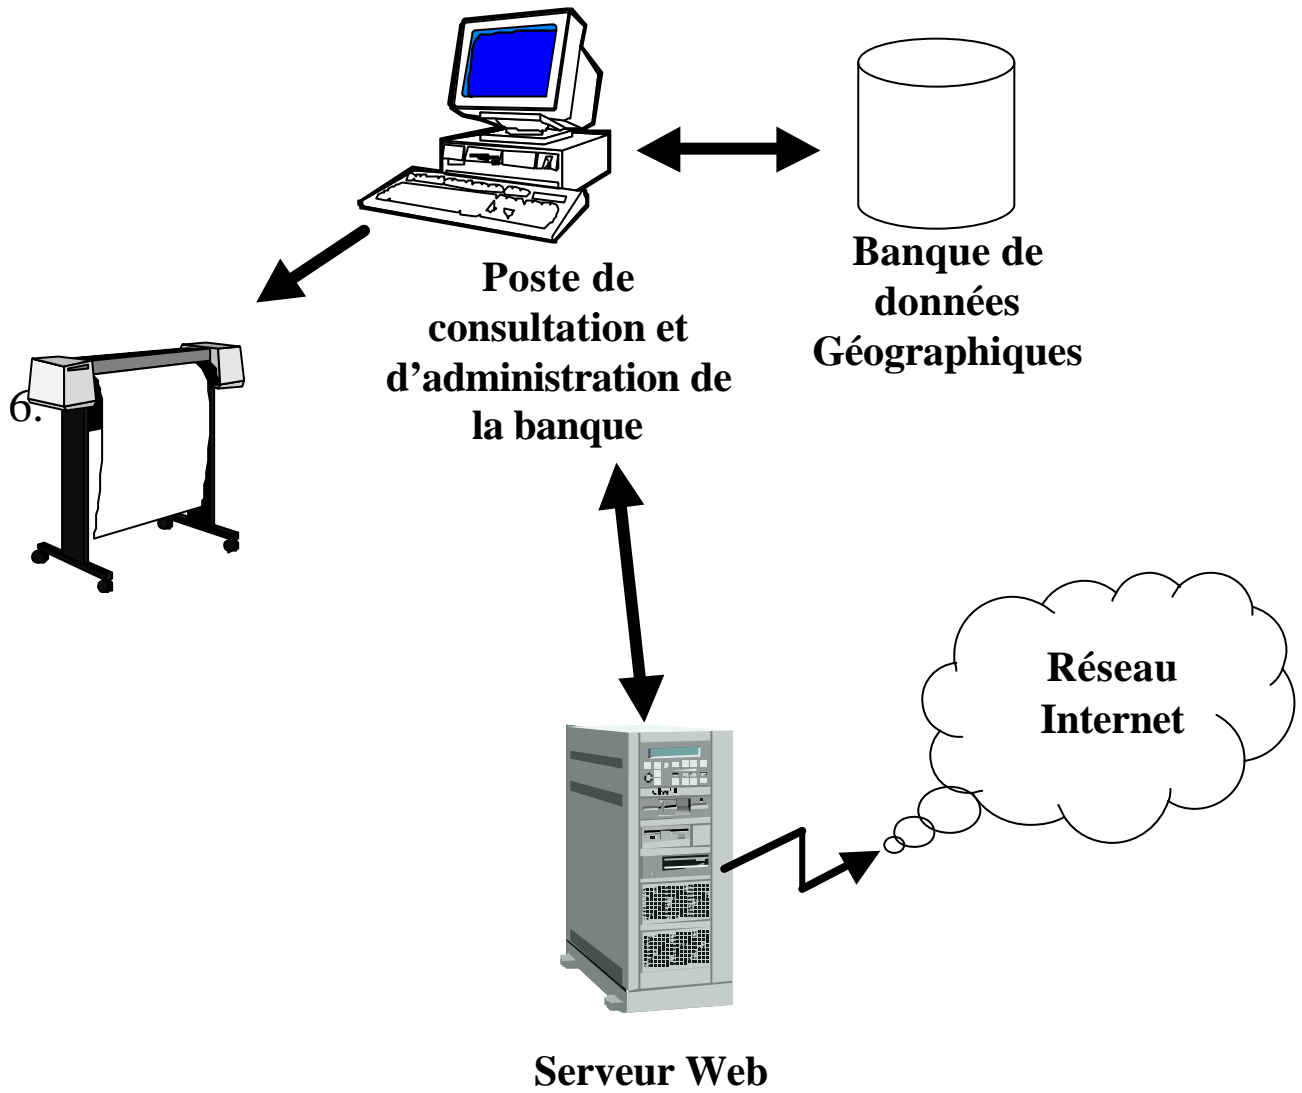 Poste de
consultation et
d'administration de
la banque
Banque de
données
Géographiques
6.
Réseau
Internet
Serveur Web